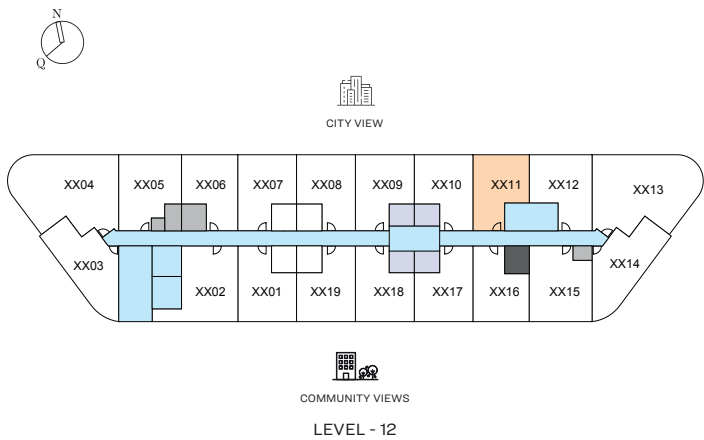 N
Q
CITY VIEW
XX04 XX05 XX06 XX07 XX08 XX09 XX10 XX11 XX12 XX13
XX03 XX02 XX01 XX19 XX18 XX17 XX16 XX15 XX14
COMMUNITY VIEWS
LEVEL - 12